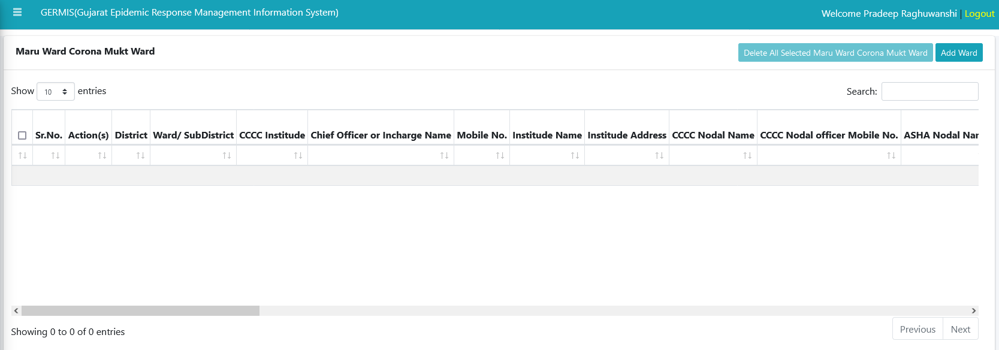 GERMIS(Gujarat Epidemic Response Management Information System)
Welcome Pradeep Raghuwanshi | Logout
Maru Ward Corona Mukt Ward
Delete All Selected Maru Ward Corona Mukt Ward Add Ward
Show 10 entries
Search:
Sr.No. Action(s) District Ward/ SubDistrict CCCC Institude Chief Officer or Incharge Name Mobile No. Institude Name Institude Address CCCC Nodal Name CCCC Nodal officer Mobile No. ASHA Nodal Nar
Showing 0 to 0 of 0 entries
Previous Next